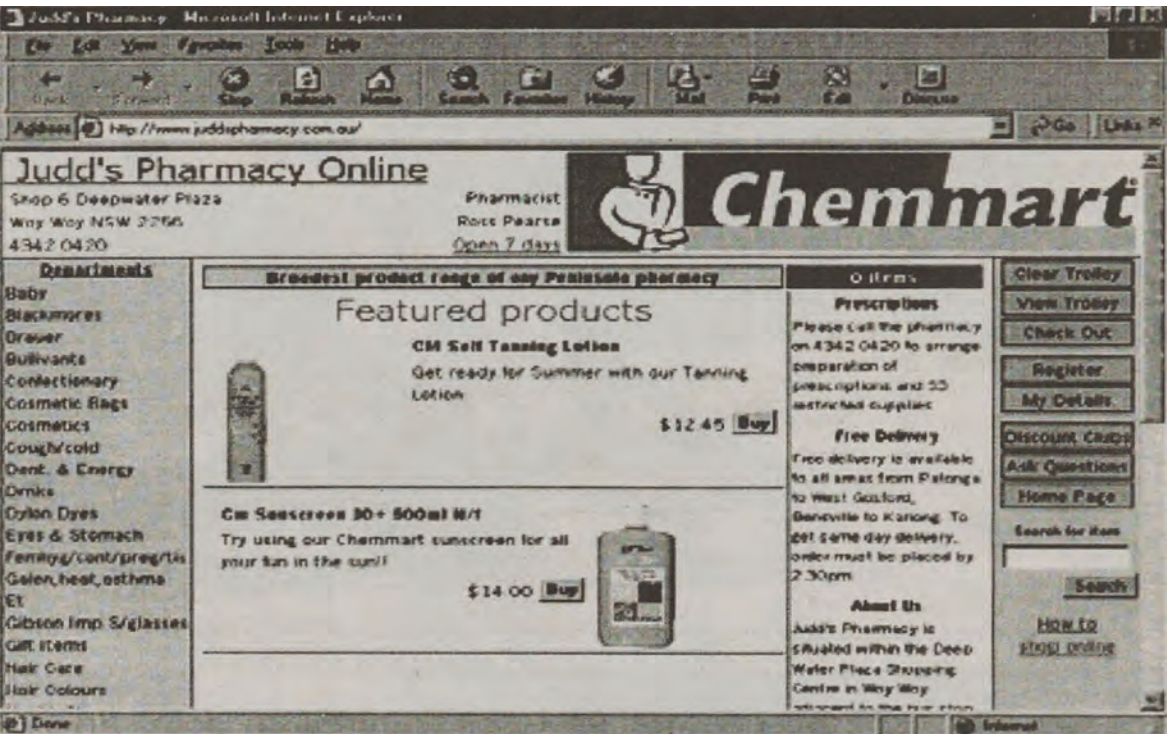 Judd's Pharmacy - Microsoft Internet Explorer
File Edit View Favorites Tools Help
Back Forward Stop Refresh Home Search Favorites History Mail Print Edit Discuss
Address http://www.juddspharmacy.com.au/ Go Links
Judd's Pharmacy Online
Shop 6 Deepwater Plaza
Woy Woy NSW 2256
4342 0420
Pharmacist
Ross Pearse
Open 7 days
Chemmart
Departments
Baby
Blackmores
Brauer
Bullivants
Confectionary
Cosmetic Bags
Cosmetics
Cough/cold
Dent. & Energy
Drnks
Dylon Dyes
Eyes & Stomach
Femhyg/cont/preg/tis
Galen,heat,asthma
Et
Gibson Imp S/glasses
Gift Items
Hair Care
Hair Colours
Broadest product range of any Peninsula pharmacy
Featured products
CM Self Tanning Lotion
Get ready for Summer with our Tanning
Lotion
$12.45 Buy
Cm Sunscreen 30+ 500ml N/f
Try using our Chemmart sunscreen for all
your fun in the sun!!
$14.00 Buy
0 items
Prescriptions
Please call the pharmacy
on 4342 0420 to arrange
preparation of
prescriptions and S3
restricted supplies
Free Delivery
Free delivery is available
to all areas from Patonga
to West Gosford,
Bensville to Kariong. To
get same day delivery,
order must be placed by
2:30pm
About Us
Judd's Pharmacy is
situated within the Deep
Water Plaza Shopping
Centre in Woy Woy
adjacent to the bus stop
Clear Trolley
View Trolley
Check Out
Register
My Details
Discount Clubs
Ask Questions
Home Page
Search for item
Search
How to
shop online
Done
Internet